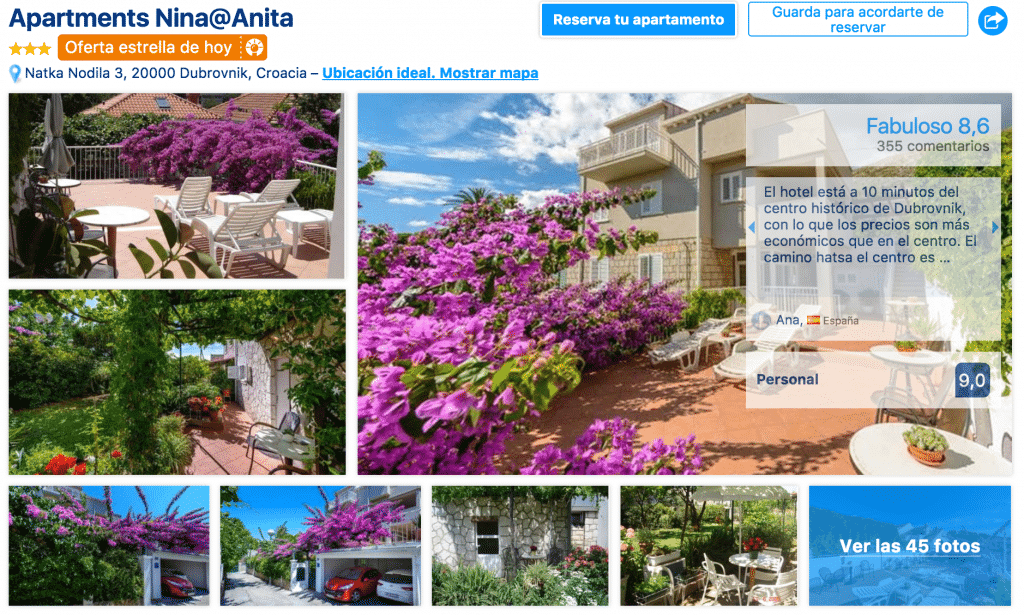 Apartments Nina@Anita
Reserva tu apartamento
Guarda para acordarte de
reservar
Oferta estrella de hoy
Natka Nodila 3, 20000 Dubrovnik, Croacia – Ubicación ideal. Mostrar mapa
Fabuloso 8,6
355 comentarios
El hotel está a 10 minutos del
centro histórico de Dubrovnik,
con lo que los precios son más
económicos que en el centro. El
camino hatsa el centro es ...
Ana, España
Personal
9,0
Ver las 45 fotos